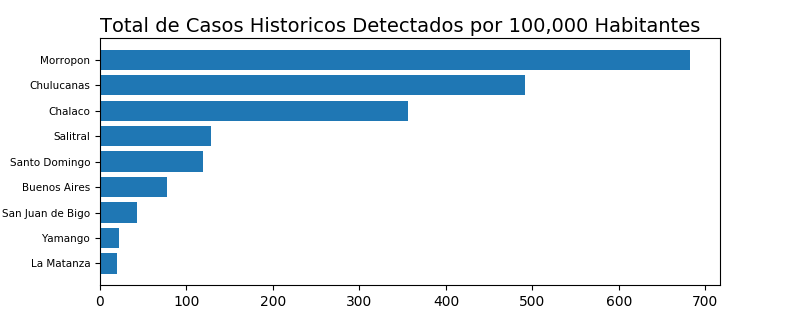 Total de Casos Historicos Detectados por 100,000 Habitantes
Morropon
Chulucanas
Chalaco
Salitral
Santo Domingo
Buenos Aires
San Juan de Bigo
Yamango
La Matanza
0 100 200 300 400 500 600 700